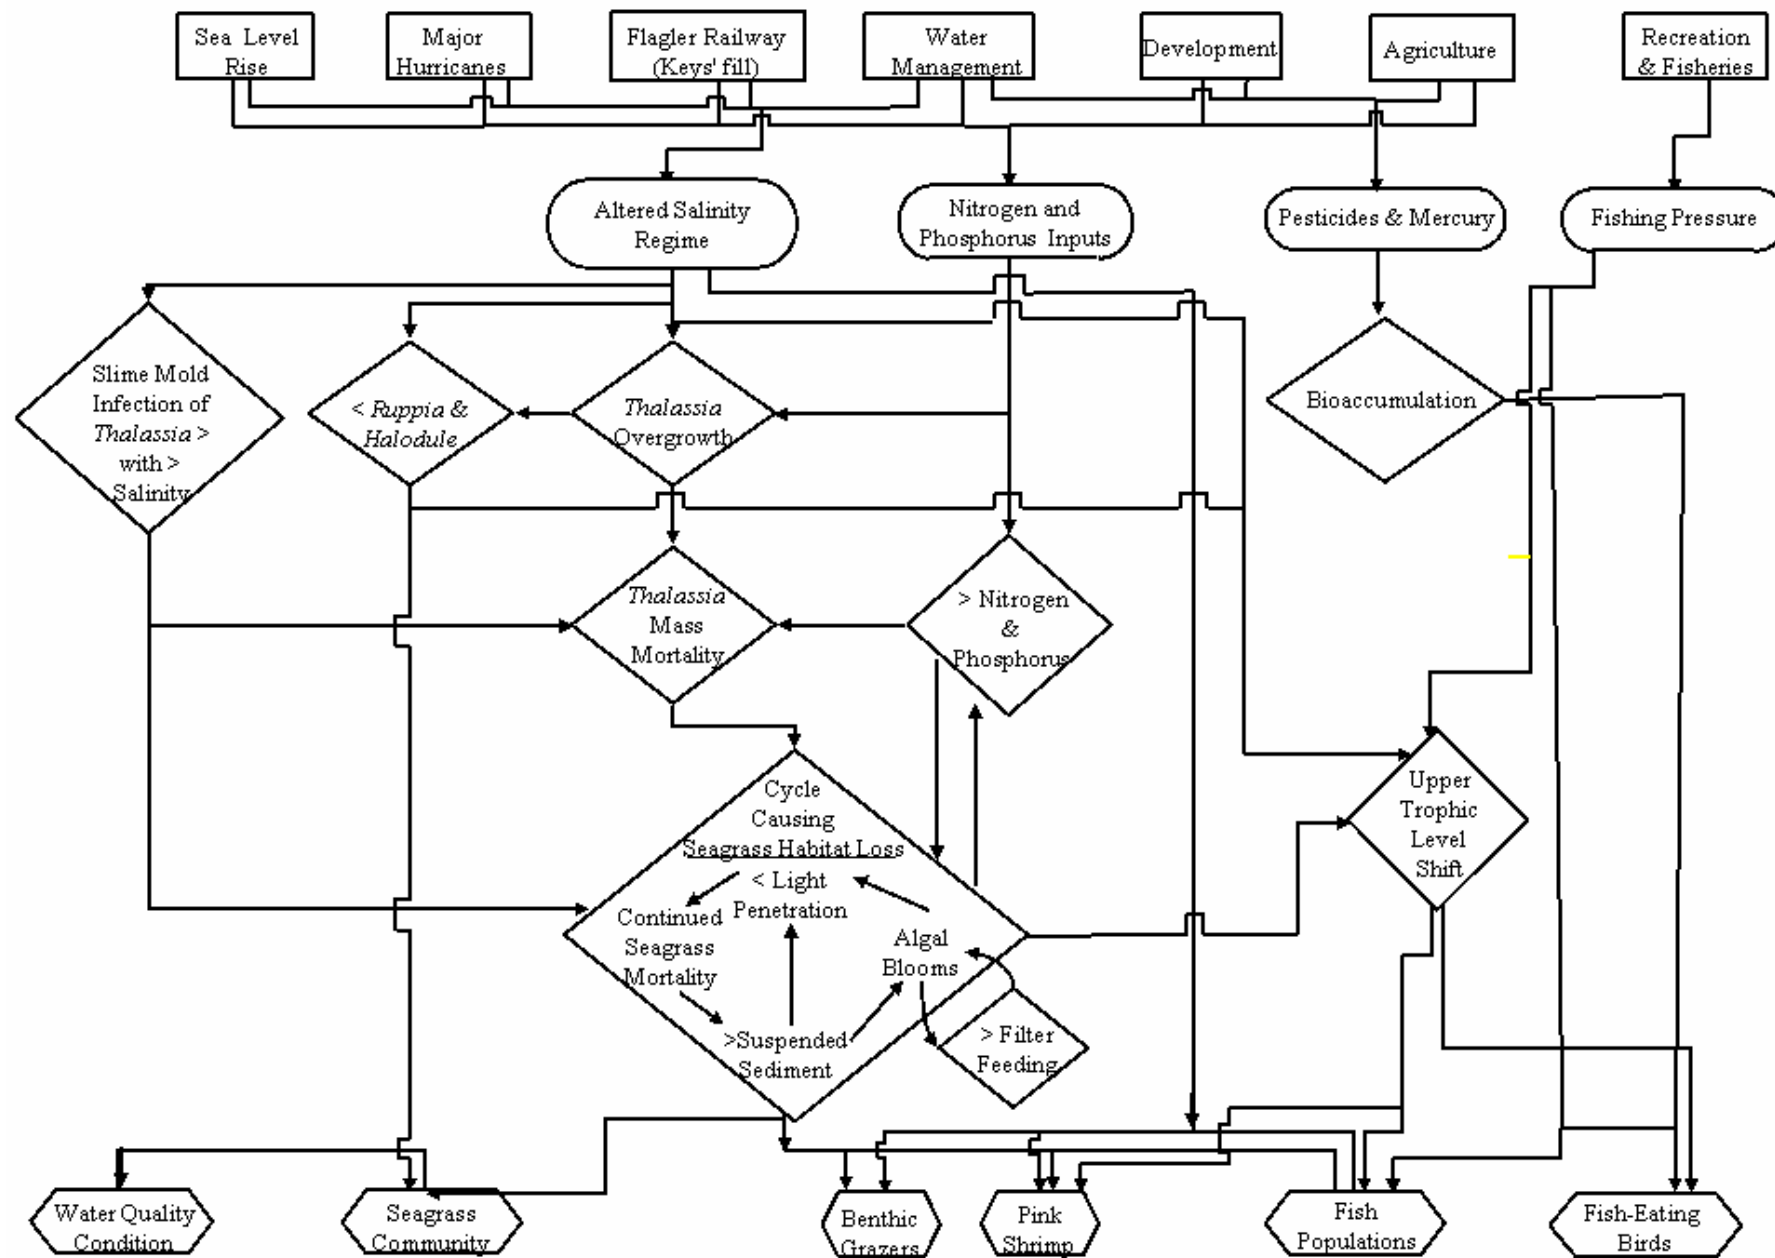 Sea Level
Rise
Major
Hurricanes
Flagler Railway
(Keys' fill)
Water
Management
Development
Agriculture
Recreation
& Fisheries
Altered Salinity
Regime
Nitrogen and
Phosphorus Inputs
Pesticides & Mercury
Fishing Pressure
Slime Mold
Infection of
Thalassia >
with >
Salinity
< Ruppia &
Halodule
Thalassia
Overgrowth
Bioaccumulation
Thalassia
Mass
Mortality
> Nitrogen
&
Phosphorus
Cycle
Causing
Seagrass Habitat Loss
< Light
Penetration
Continued
Seagrass
Mortality
Algal
Blooms
>Suspended
Sediment
> Filter
Feeding
Upper
Trophic
Level
Shift
Water Quality
Condition
Seagrass
Community
Benthic
Grazers
Pink
Shrimp
Fish
Populations
Fish-Eating
Birds